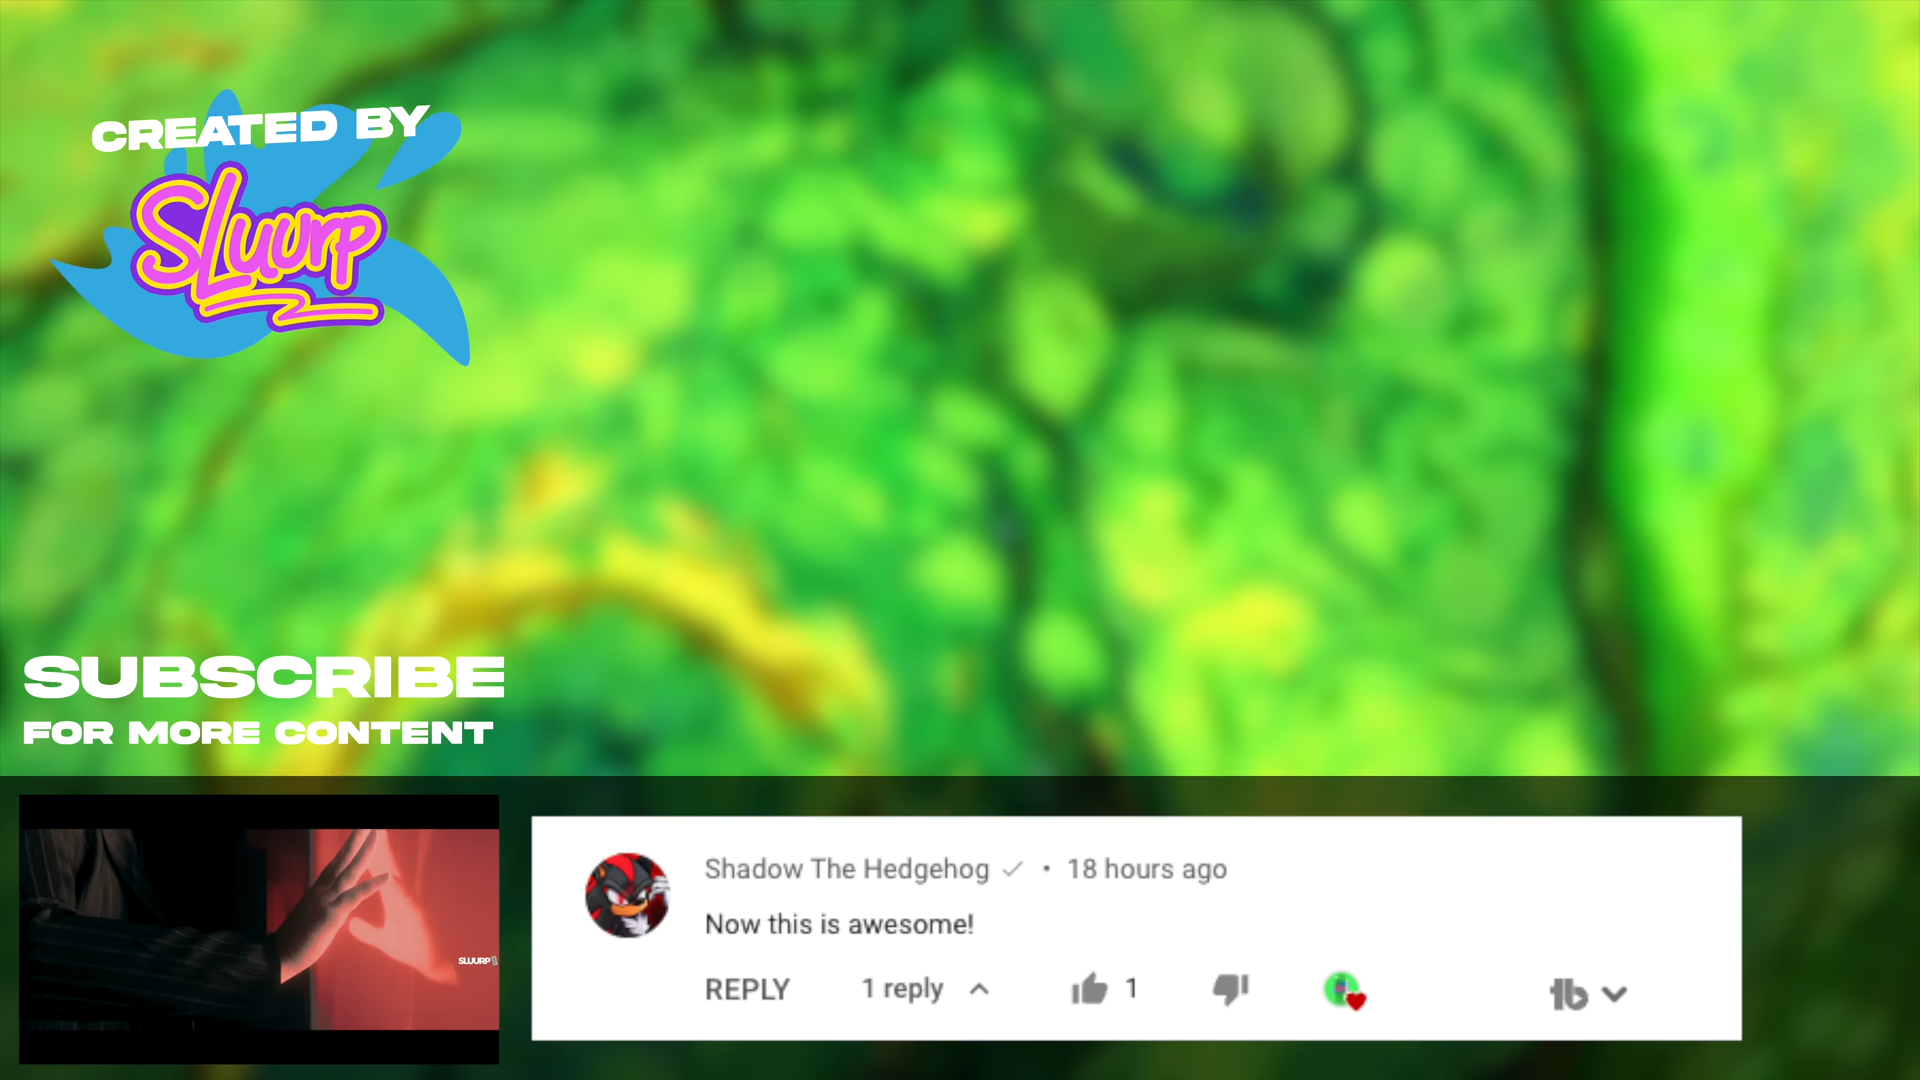 CREATED BY
SLuurp
SUBSCRIBE
FOR MORE CONTENT
SLUURP
Shadow The Hedgehog • 18 hours ago
Now this is awesome!
REPLY 1 reply 1
tb